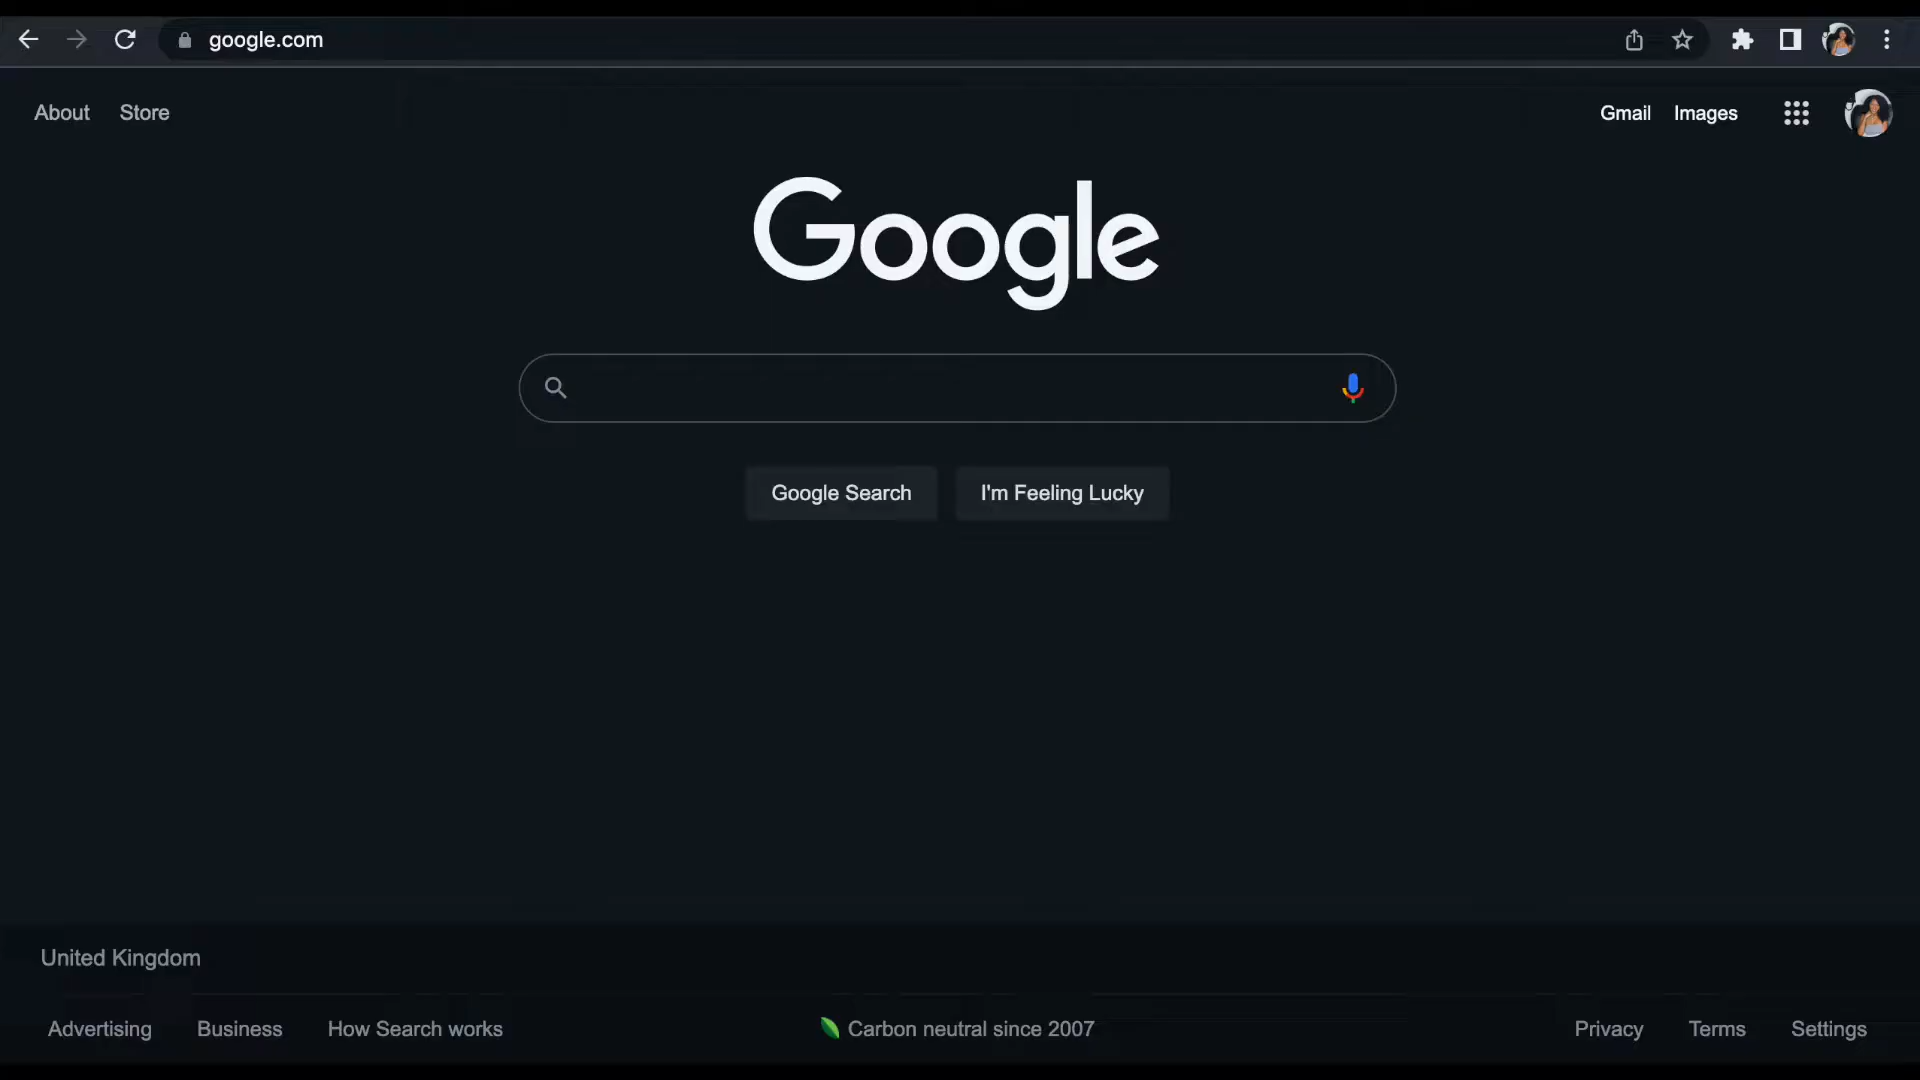 google.com
About Store Gmail Images
Google
Google Search I'm Feeling Lucky
United Kingdom
Advertising Business How Search works Carbon neutral since 2007 Privacy Terms Settings